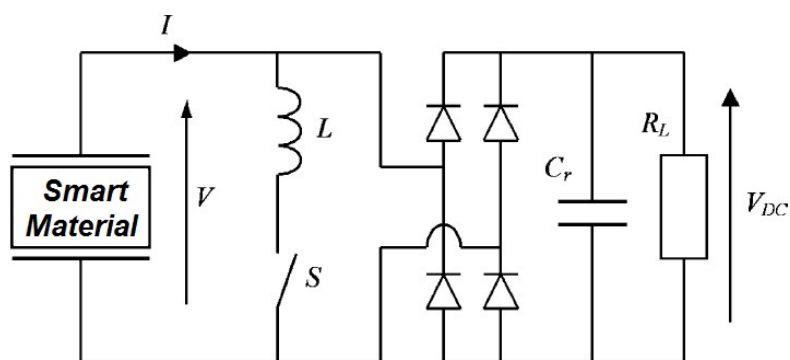 I
L
S
V
Smart
Material
C_r
R_L
V_DC